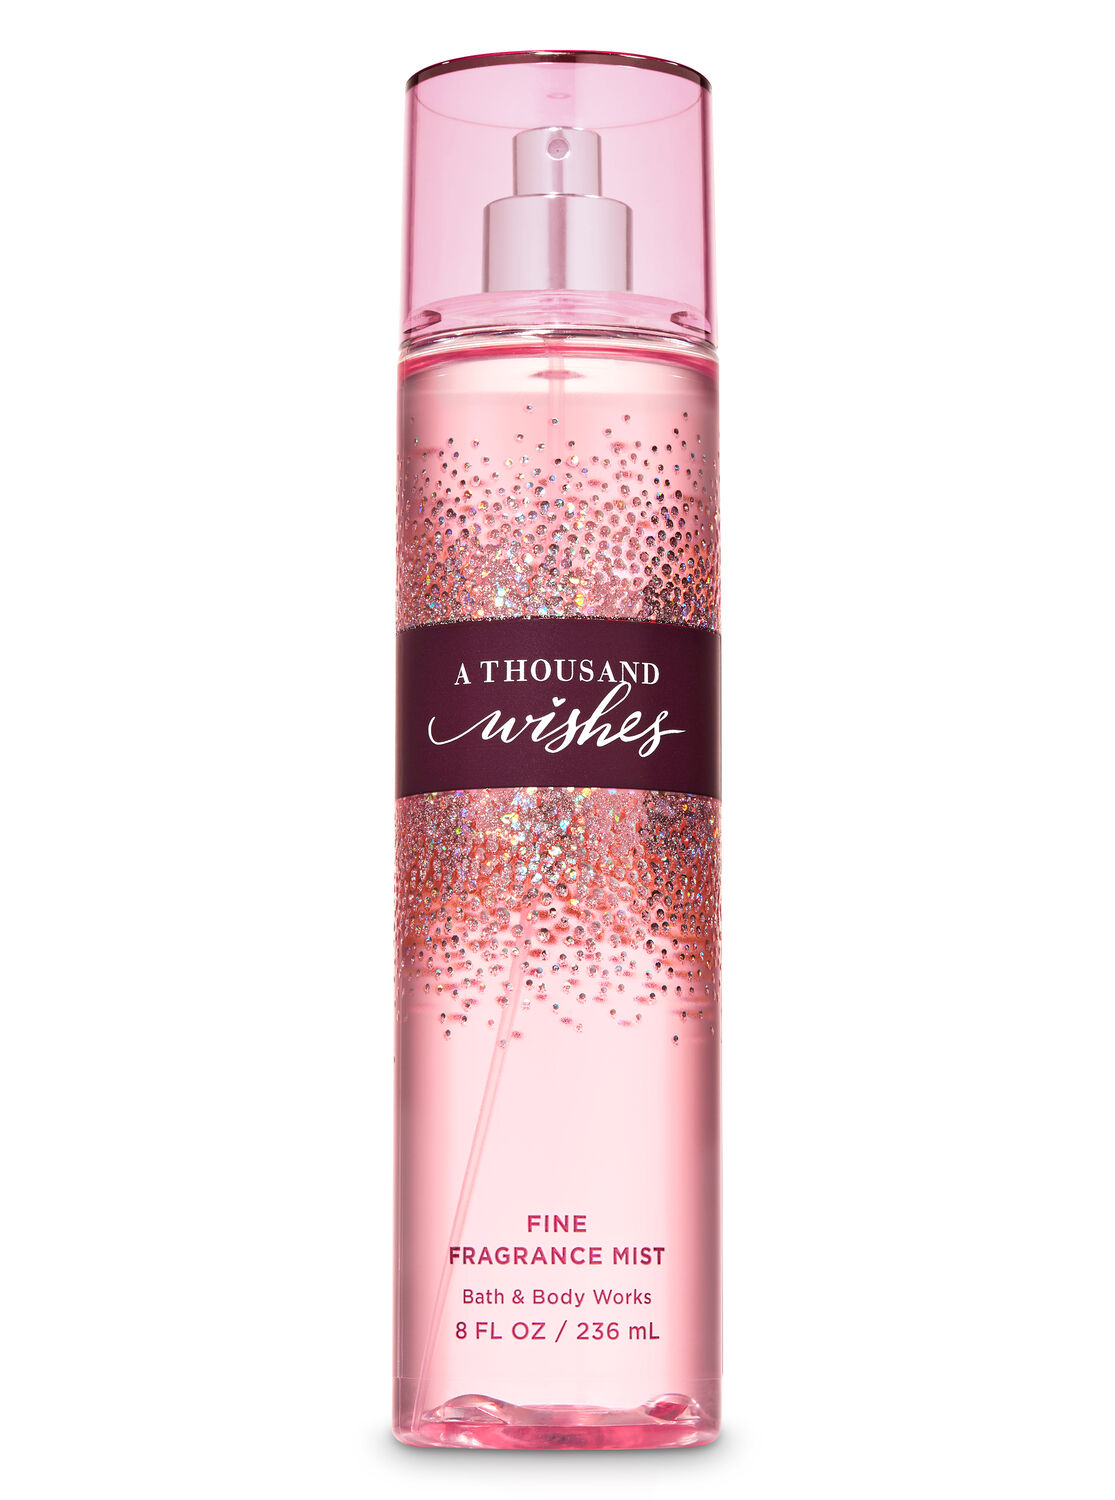 A THOUSAND
wishes
FINE
FRAGRANCE MIST
Bath & Body Works
8 FL OZ / 236 mL